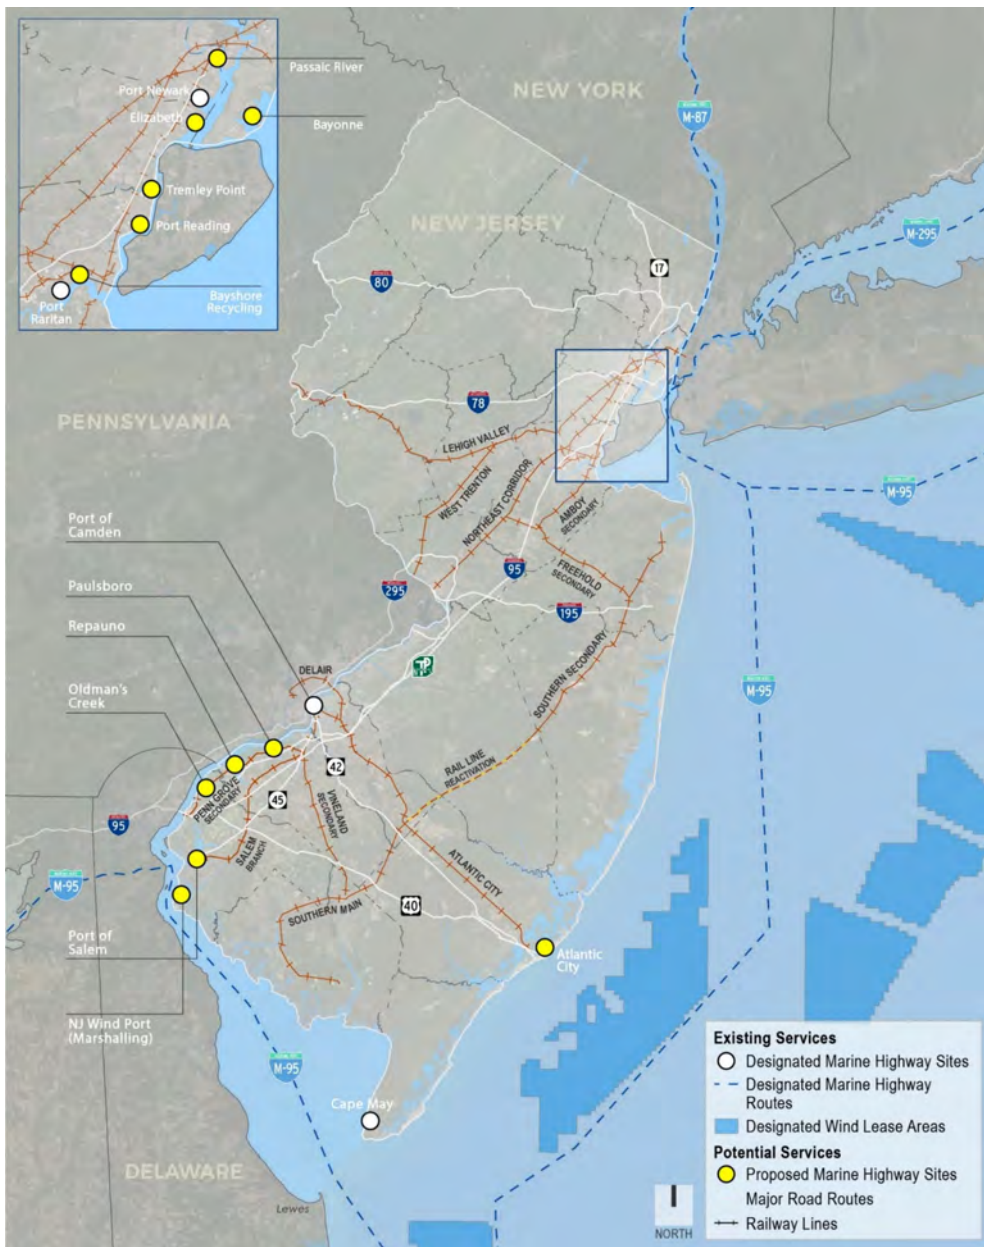 Passaic River
Port Newark
Elizabeth
Bayonne
Tremley Point
Port Reading
Bayshore
Recycling
Port
Raritan
NEW YORK
M-87
NEW JERSEY
M-295
17
80
PENNSYLVANIA
78
LEHIGH VALLEY
WEST TRENTON
NORTHEAST CORRIDOR
AMBOY
SECONDARY
M-95
Port of
Camden
95
FREEHOLD
SECONDARY
295
195
Paulsboro
Repauno
DELAIR
SOUTHERN SECONDARY
M-95
Oldman's
Creek
RAIL LINE
REACTIVATION
42
PENN GROVE
SECONDARY
45
VINELAND
SECONDARY
95
SALEM
BRANCH
ATLANTIC CITY
M-95
40
SOUTHERN MAIN
Port of
Salem
Atlantic
City
NJ Wind Port
(Marshalling)
M-95
Cape May
DELAWARE
Lewes
NORTH
Existing Services
Designated Marine Highway Sites
Designated Marine Highway
Routes
Designated Wind Lease Areas
Potential Services
Proposed Marine Highway Sites
Major Road Routes
Railway Lines